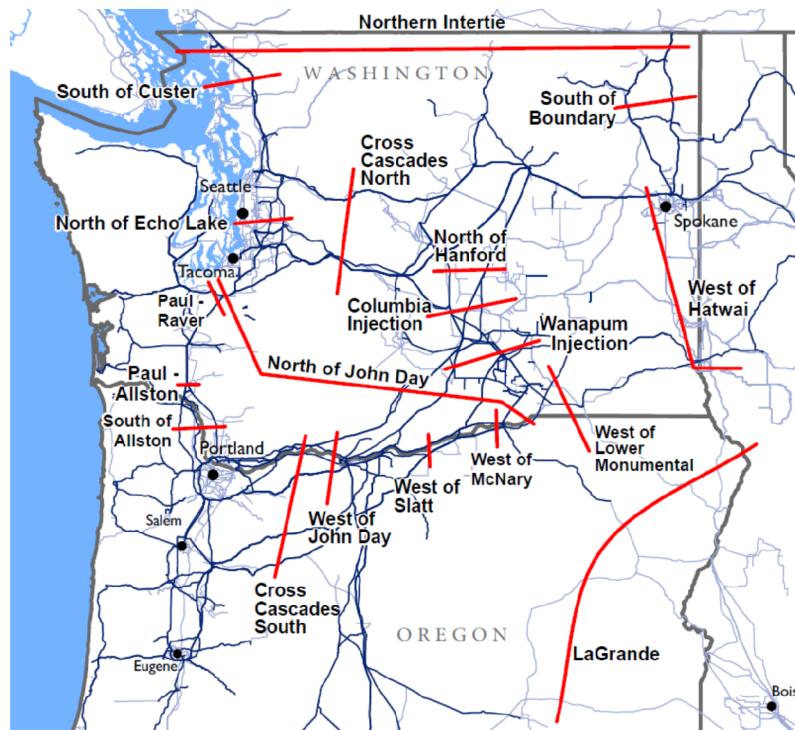 Northern Intertie
WASHINGTON
South of Custer
South of
Boundary
Cross
Cascades
North
Seattle
North of Echo Lake
Spokane
North of
Hanford
Tacoma
Paul -
Raver
Columbia
Injection
West of
Hatwai
Wanapum
Injection
North of John Day
Paul -
Allston
South of
Allston
Portland
West of
Lower
Monumental
West of
McNary
West of
Slatt
West of
John Day
Salem
Cross
Cascades
South
OREGON
LaGrande
Eugene
Bois